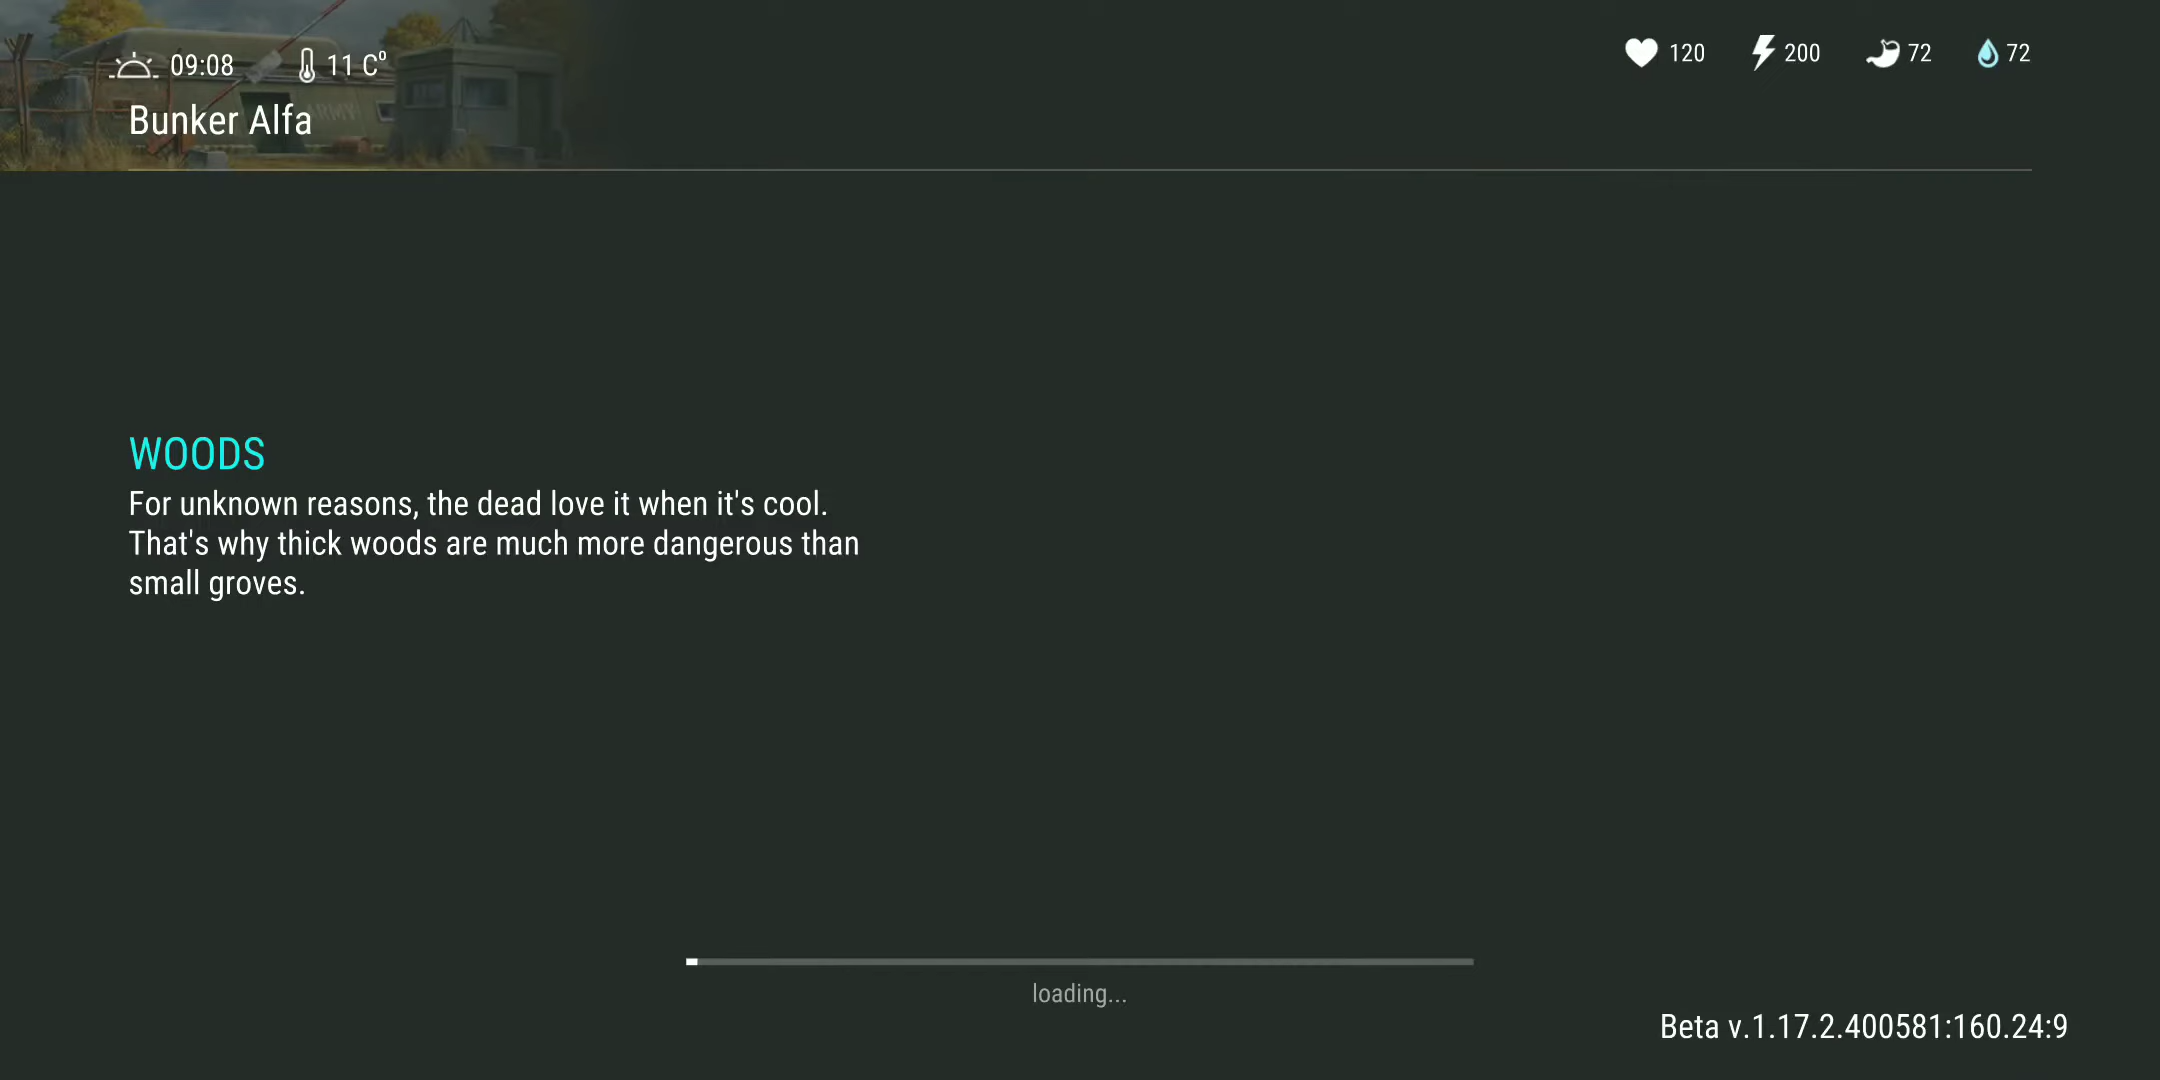 09:08 11 C⁰
120 200 72 72
Bunker Alfa
ARMY
WOODS
For unknown reasons, the dead love it when it's cool.
That's why thick woods are much more dangerous than
small groves.
loading...
Beta v.1.17.2.400581:160.24:9